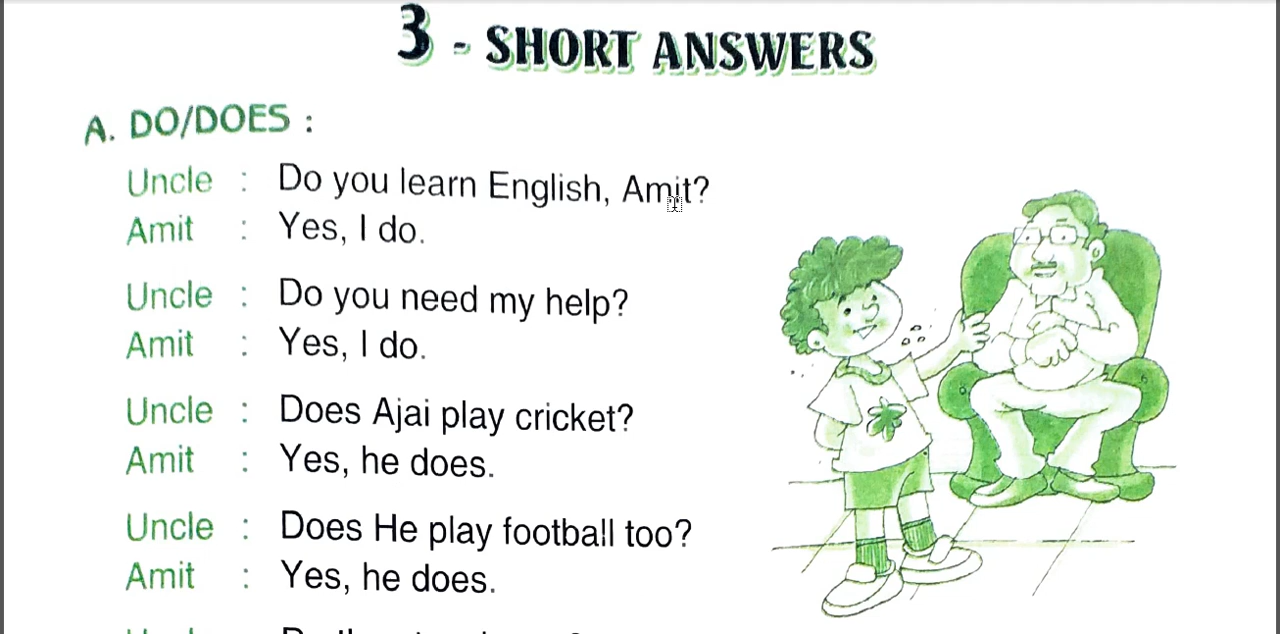 3 - SHORT ANSWERS
A. DO/DOES :
Uncle : Do you learn English, Amit?
Amit : Yes, I do.
Uncle : Do you need my help?
Amit : Yes, I do.
Uncle : Does Ajai play cricket?
Amit : Yes, he does.
Uncle : Does He play football too?
Amit : Yes, he does.